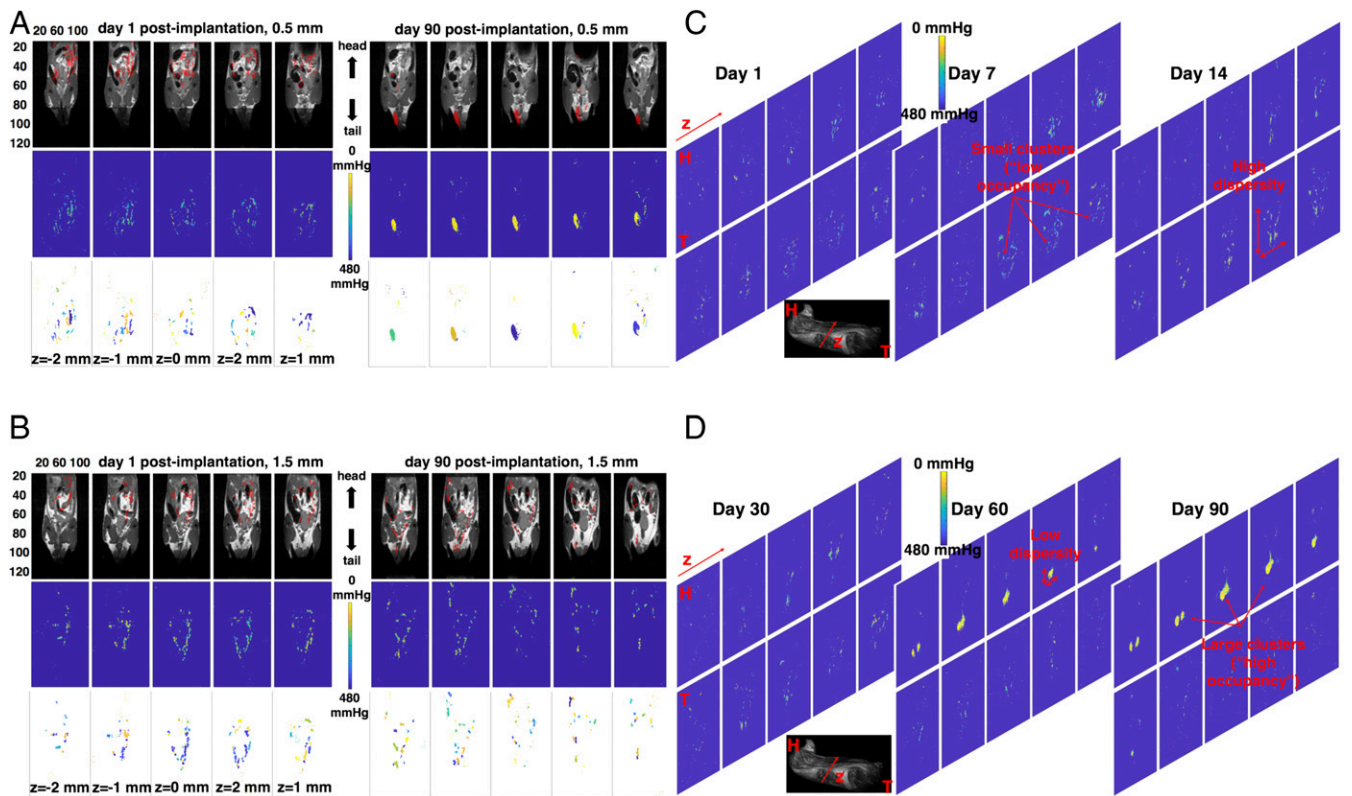 A
20 60 100 day 1 post-implantation, 0.5 mm
day 90 post-implantation, 0.5 mm
20
40
60
80
100
120
head
tail
0
mmHg
480
mmHg
z=-2 mm z=-1 mm z=0 mm z=2 mm z=1 mm
B
20 60 100 day 1 post-implantation, 1.5 mm
day 90 post-implantation, 1.5 mm
20
40
60
80
100
120
head
tail
0
mmHg
480
mmHg
z=-2 mm z=-1 mm z=0 mm z=2 mm z=1 mm
C
0 mmHg
480 mmHg
Day 1
Day 7
Day 14
z
H
T
Small clusters
("low
occupancy")
High
dispersity
H
z
T
D
0 mmHg
480 mmHg
Day 30
Day 60
Day 90
z
H
T
Low
dispersity
Large clusters
("high
occupancy")
H
z
T